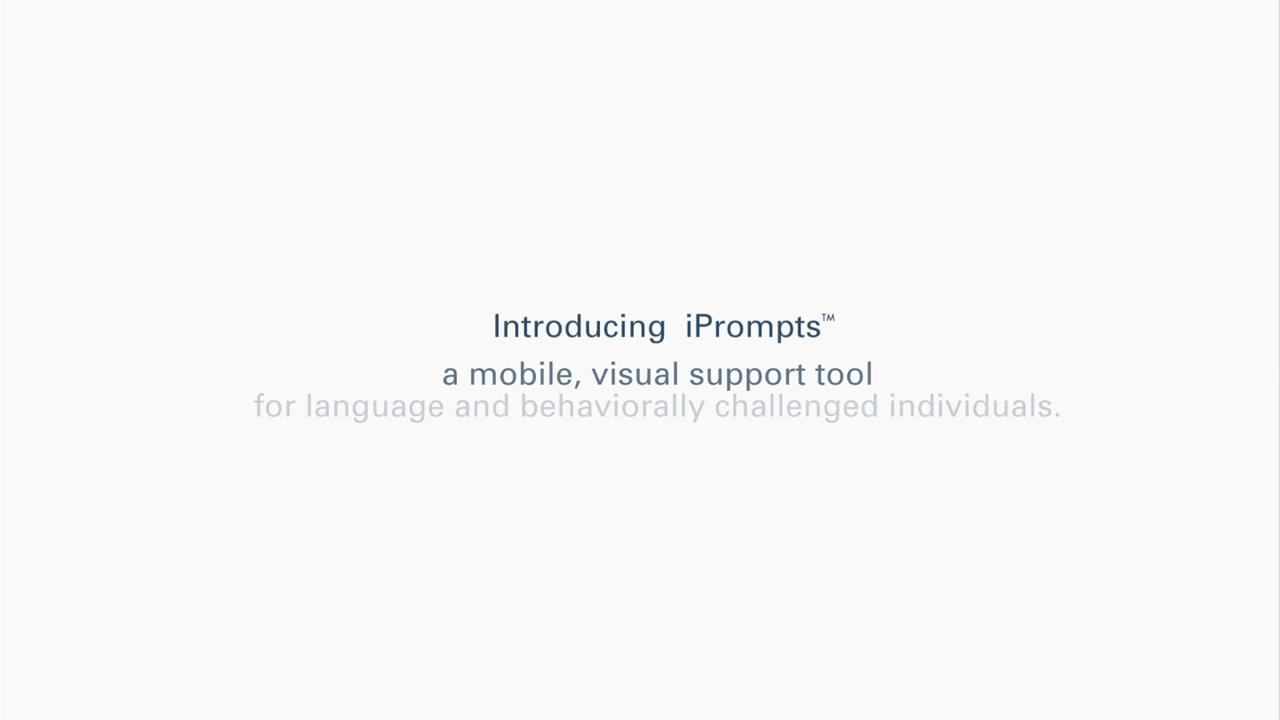 Introducing iPrompts™
a mobile, visual support tool
for language and behaviorally challenged individuals.